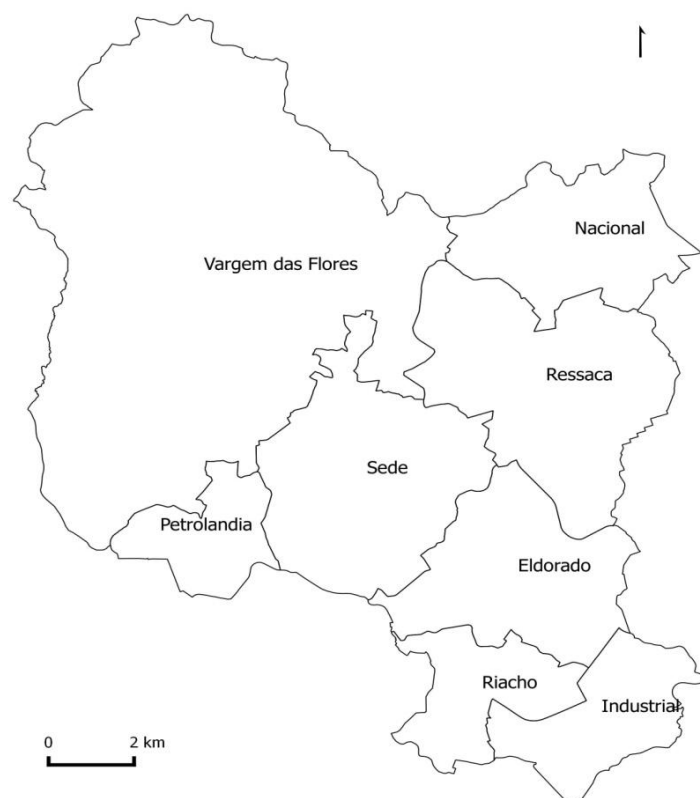 Nacional
Vargem das Flores
Ressaca
Sede
Petrolandia
Eldorado
Riacho
Industrial
0 2 km